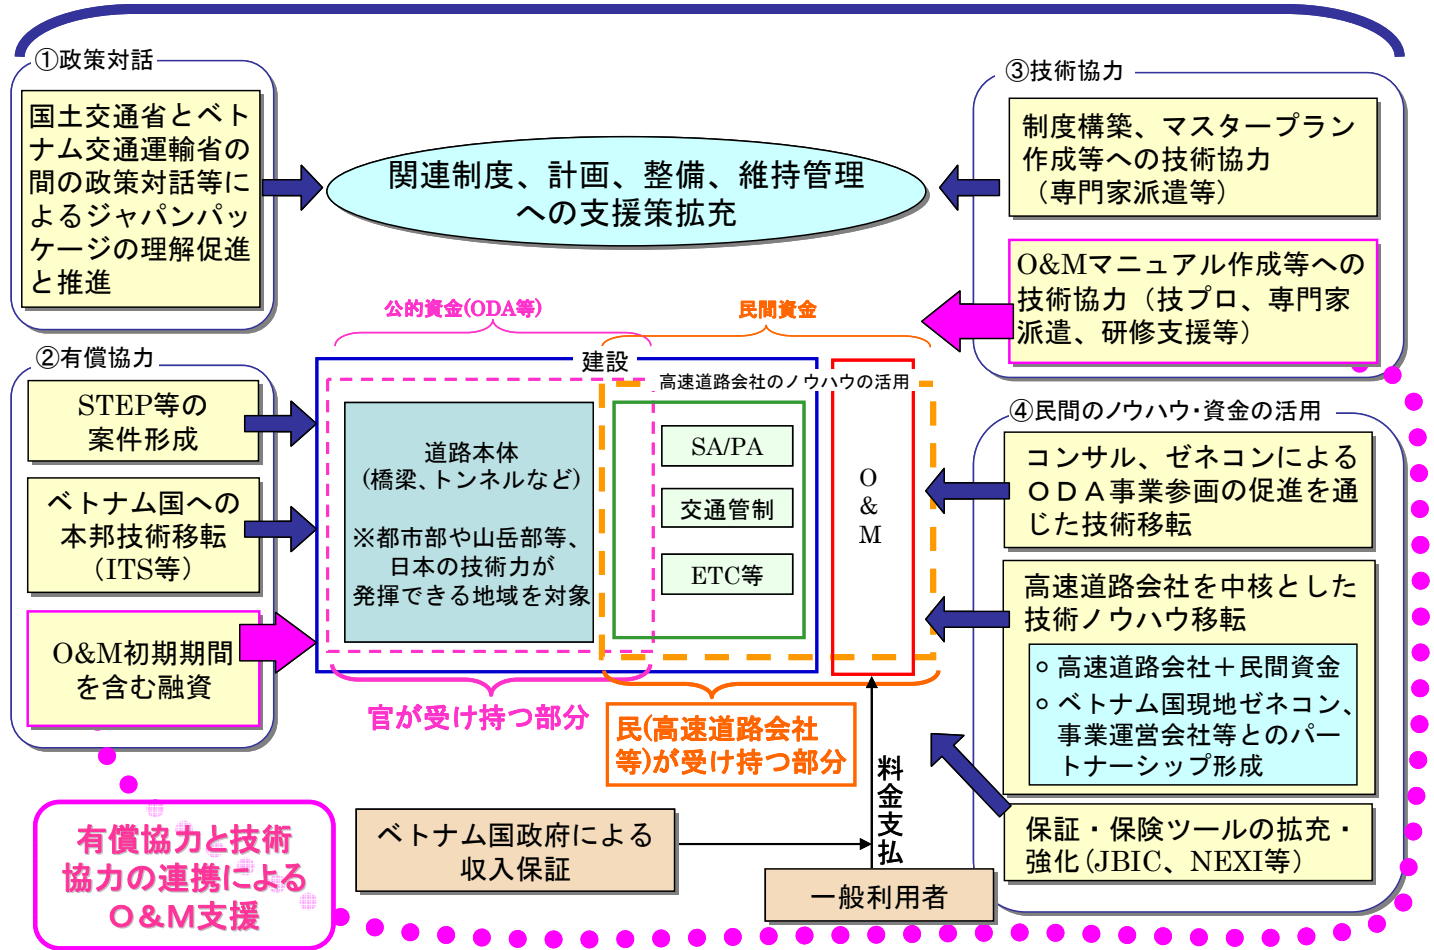 ①政策対話
国土交通省とベト
ナム交通運輸省の
間の政策対話等に
よるジャパンパッ
ケージの理解促進
と推進
関連制度、計画、整備、維持管理
への支援策拡充
③技術協力
制度構築、マスタープラン
作成等への技術協力
（専門家派遣等）
O&Mマニュアル作成等への
技術協力（技プロ、専門家
派遣、研修支援等）
公的資金(ODA等)
民間資金
②有償協力
STEP等の
案件形成
ベトナム国への
本邦技術移転
（ITS等）
O&M初期期間
を含む融資
建設
高速道路会社のノウハウの活用
道路本体
(橋梁、トンネルなど)
※都市部や山岳部等、
日本の技術力が
発揮できる地域を対象
SA/PA
交通管制
ETC等
O
&
M
④民間のノウハウ・資金の活用
コンサル、ゼネコンによる
ＯＤＡ事業参画の促進を通
じた技術移転
高速道路会社を中核とした
技術ノウハウ移転
○高速道路会社＋民間資金
○ベトナム国現地ゼネコン、
事業運営会社等とのパー
トナーシップ形成
保証・保険ツールの拡充・
強化(JBIC、NEXI等）
官が受け持つ部分
民(高速道路会社
等)が受け持つ部分
料金支払
ベトナム国政府による
収入保証
一般利用者
有償協力と技術
協力の連携による
Ｏ&Ｍ支援